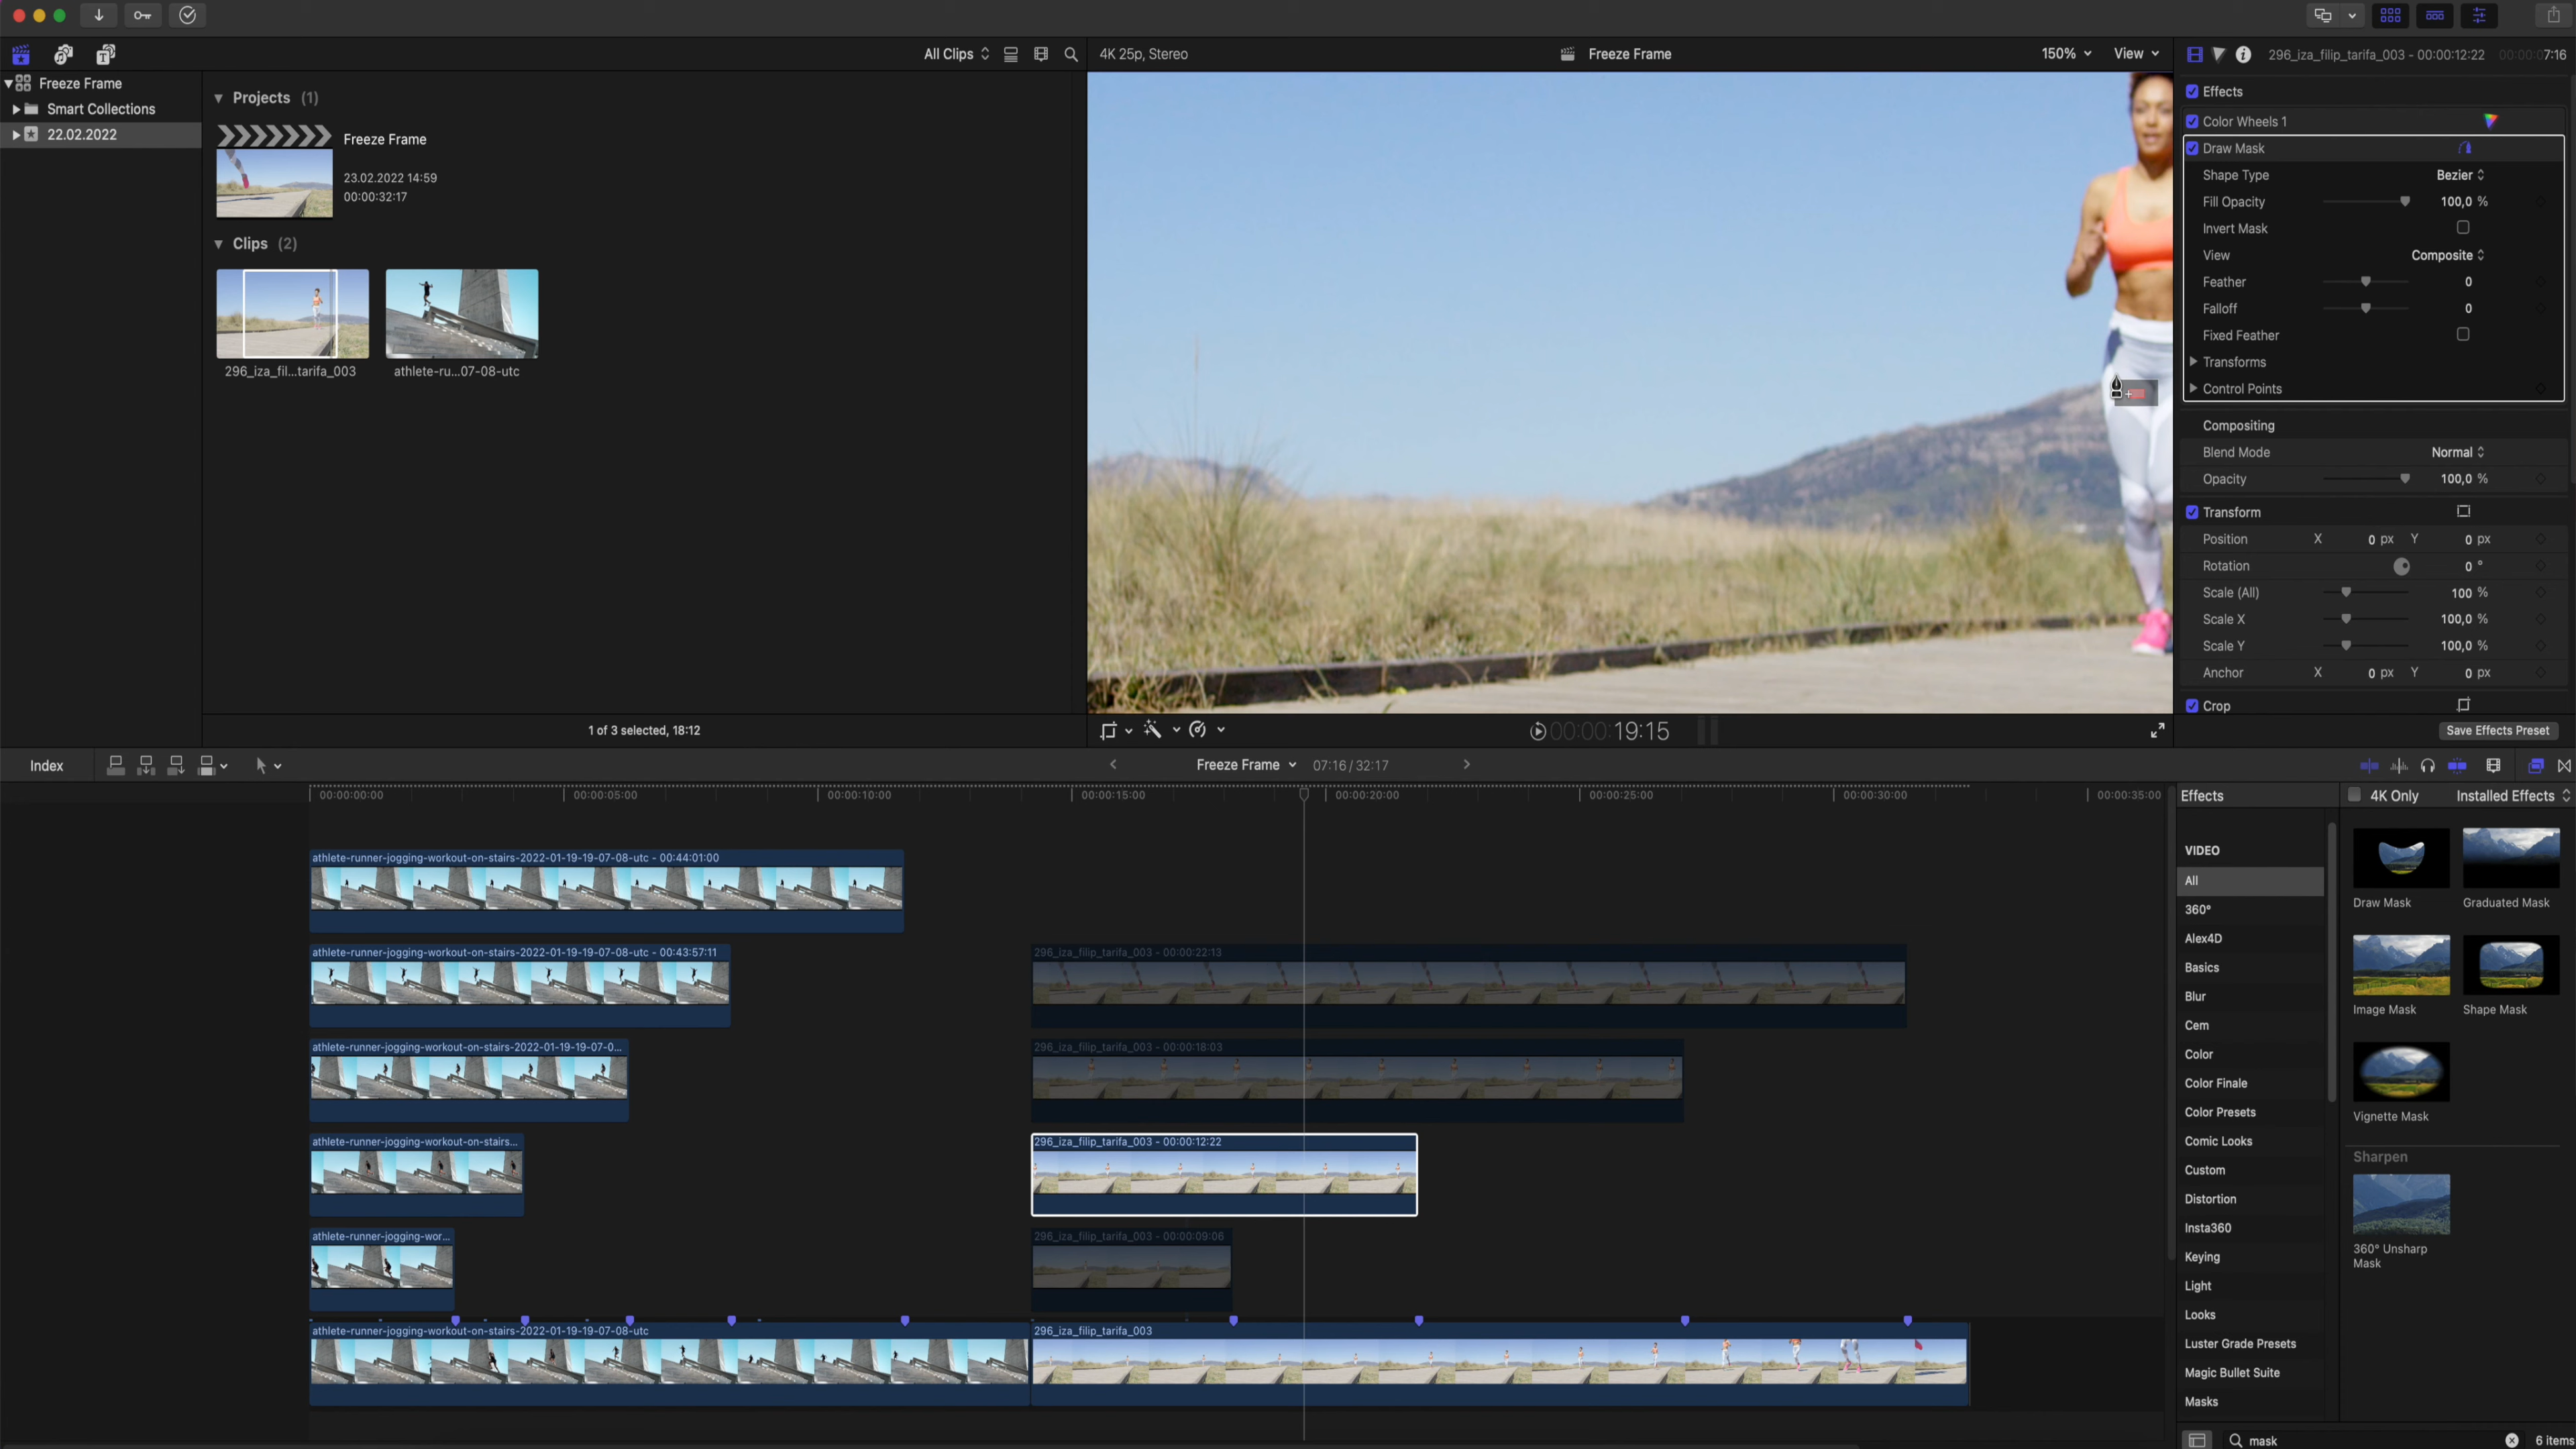 All Clips
4K 25p, Stereo
Freeze Frame
150%
View
296_iza_filip_tarifa_003 - 00:00:12:22
00:00:07:16
Freeze Frame
Smart Collections
22.02.2022
Projects (1)
Freeze Frame
23.02.2022 14:59
00:00:32:17
Clips (2)
296_iza_fil...tarifa_003
athlete-ru...07-08-utc
1 of 3 selected, 18:12
00:00:00:19:15
Effects
Color Wheels 1
Draw Mask
Shape Type
Bezier
Fill Opacity
100,0 %
Invert Mask
View
Composite
Feather
0
Falloff
0
Fixed Feather
Transforms
Control Points
Compositing
Blend Mode
Normal
Opacity
100,0 %
Transform
Position X 0 px Y 0 px
Rotation
0 °
Scale (All)
100 %
Scale X
100,0 %
Scale Y
100,0 %
Anchor X 0 px Y 0 px
Crop
Save Effects Preset
Index
Freeze Frame
07:16 / 32:17
00:00:00:00
00:00:05:00
00:00:10:00
00:00:15:00
00:00:20:00
00:00:25:00
00:00:30:00
00:00:35:00
athlete-runner-jogging-workout-on-stairs-2022-01-19-19-07-08-utc - 00:44:01:00
athlete-runner-jogging-workout-on-stairs-2022-01-19-19-07-08-utc - 00:43:57:11
296_iza_filip_tarifa_003 - 00:00:22:13
athlete-runner-jogging-workout-on-stairs-2022-01-19-19-07-0...
296_iza_filip_tarifa_003 - 00:00:18:03
athlete-runner-jogging-workout-on-stairs...
296_iza_filip_tarifa_003 - 00:00:12:22
athlete-runner-jogging-wor...
296_iza_filip_tarifa_003 - 00:00:09:06
athlete-runner-jogging-workout-on-stairs-2022-01-19-19-07-08-utc
296_iza_filip_tarifa_003
Effects
4K Only
Installed Effects
VIDEO
All
360°
Alex4D
Basics
Blur
Cem
Color
Color Finale
Color Presets
Comic Looks
Custom
Distortion
Insta360
Keying
Light
Looks
Luster Grade Presets
Magic Bullet Suite
Masks
Draw Mask
Graduated Mask
Image Mask
Shape Mask
Vignette Mask
Sharpen
360° Unsharp
Mask
mask
6 items